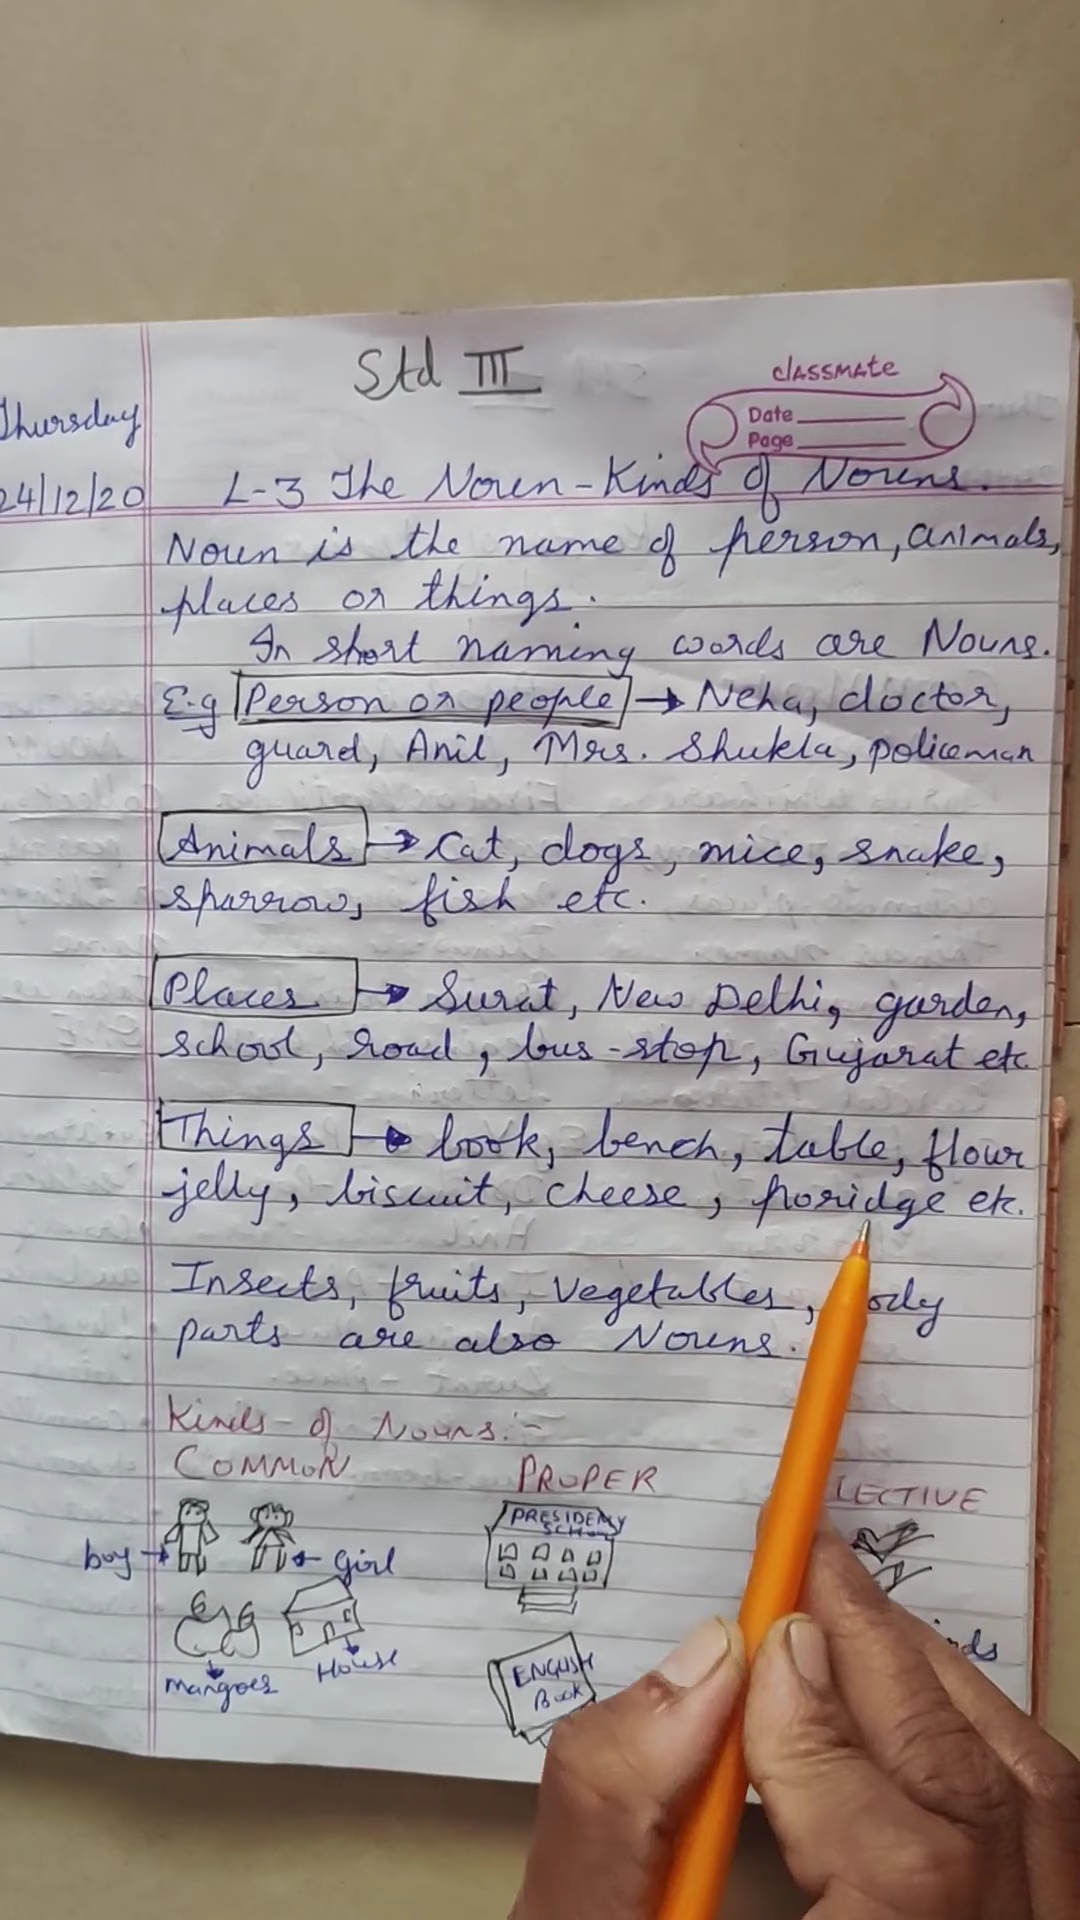 Std III
classmate
Date
Page
Thursday
24/12/20
L-3 The Noun-Kinds of Nouns.
Noun is the name of person, animals,
places or things.
In short naming words are Nouns.
E.g Person or people → Neha, doctor,
guard, Anil, Mrs. Shukla, policeman
Animals → Cat, dogs, mice, snake,
sparrow, fish etc.
Places → Surat, New Delhi, garden,
school, road, bus-stop, Gujarat etc
Things → book, bench, table, flour
jelly, biscuit, cheese, poridge etc.
Insects, fruits, Vegetables, ody
parts are also Nouns.
Kinds of Nouns:-
COMMON PROPER LECTIVE
PRESIDENCY
SCHOOL
boy → ← Girl
mangoes House
ENGLISH
Book